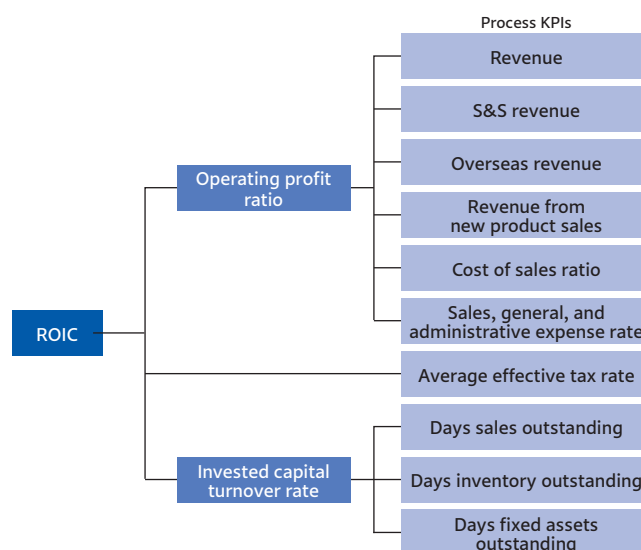 Process KPIs
Revenue
S&S revenue
Overseas revenue
Operating profit
ratio
Revenue from
new product sales
Cost of sales ratio
Sales, general, and
administrative expense rate
ROIC
Average effective tax rate
Days sales outstanding
Invested capital
turnover rate
Days inventory outstanding
Days fixed assets
outstanding